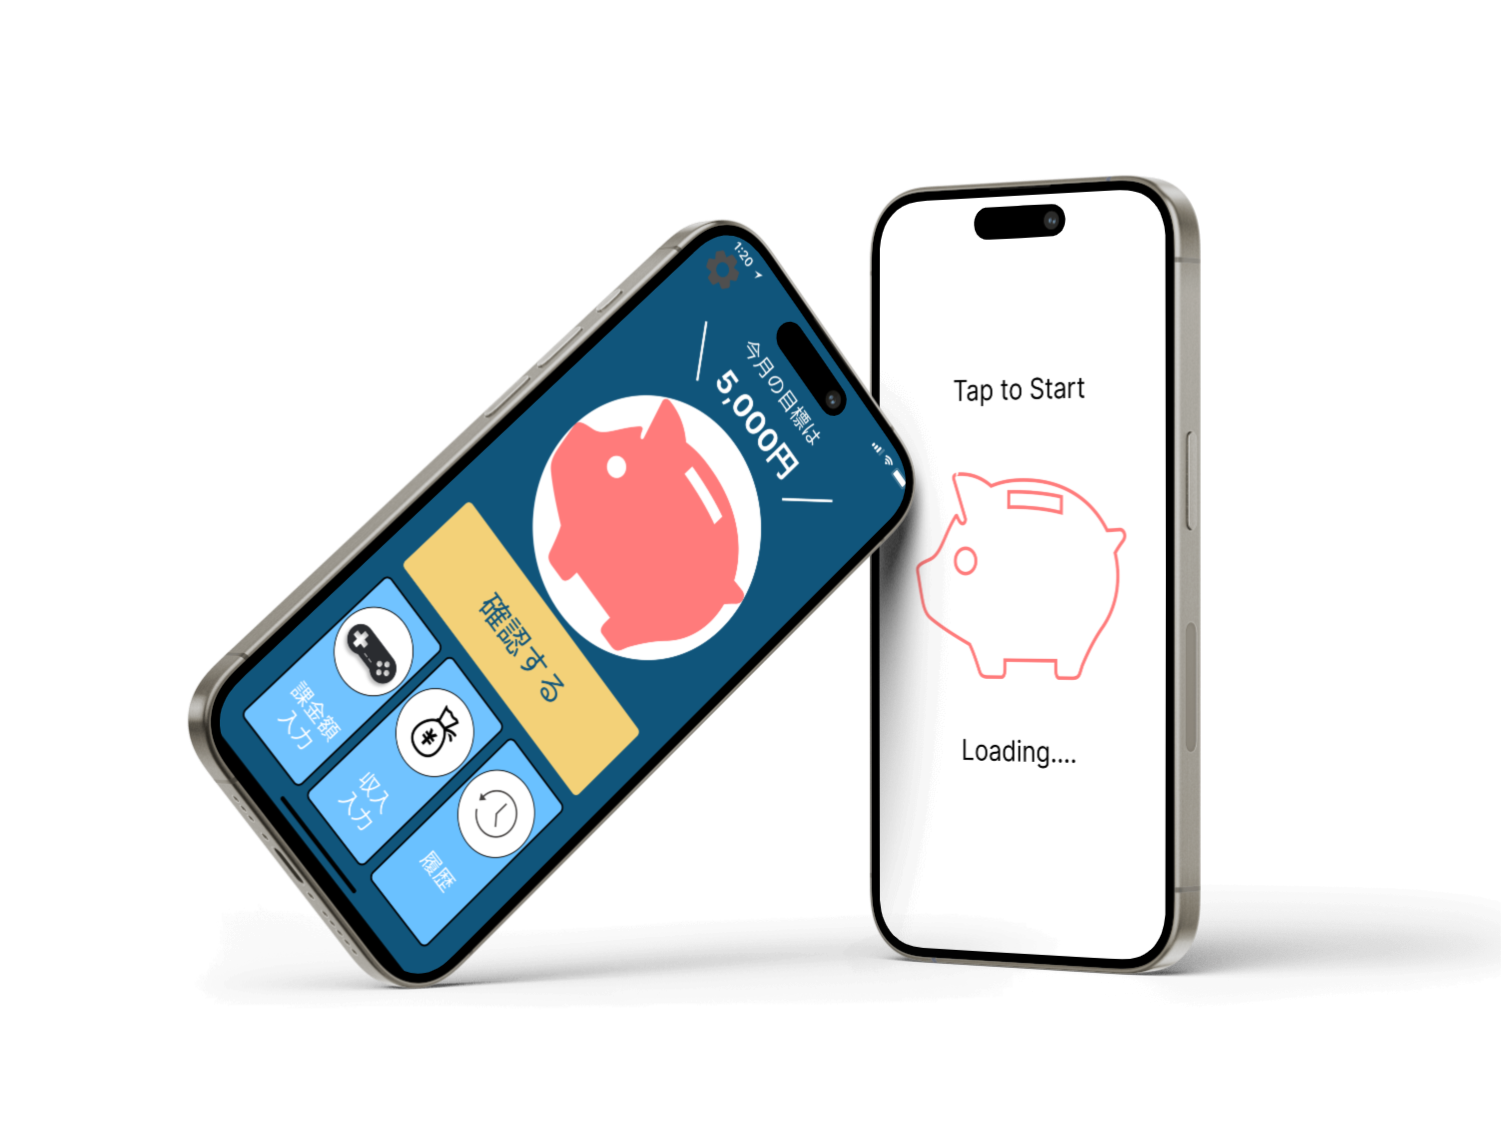 1:20
今月の目標は
5,000円
確認する
課金額
入力
収入
入力
履歴
Tap to Start
Loading....